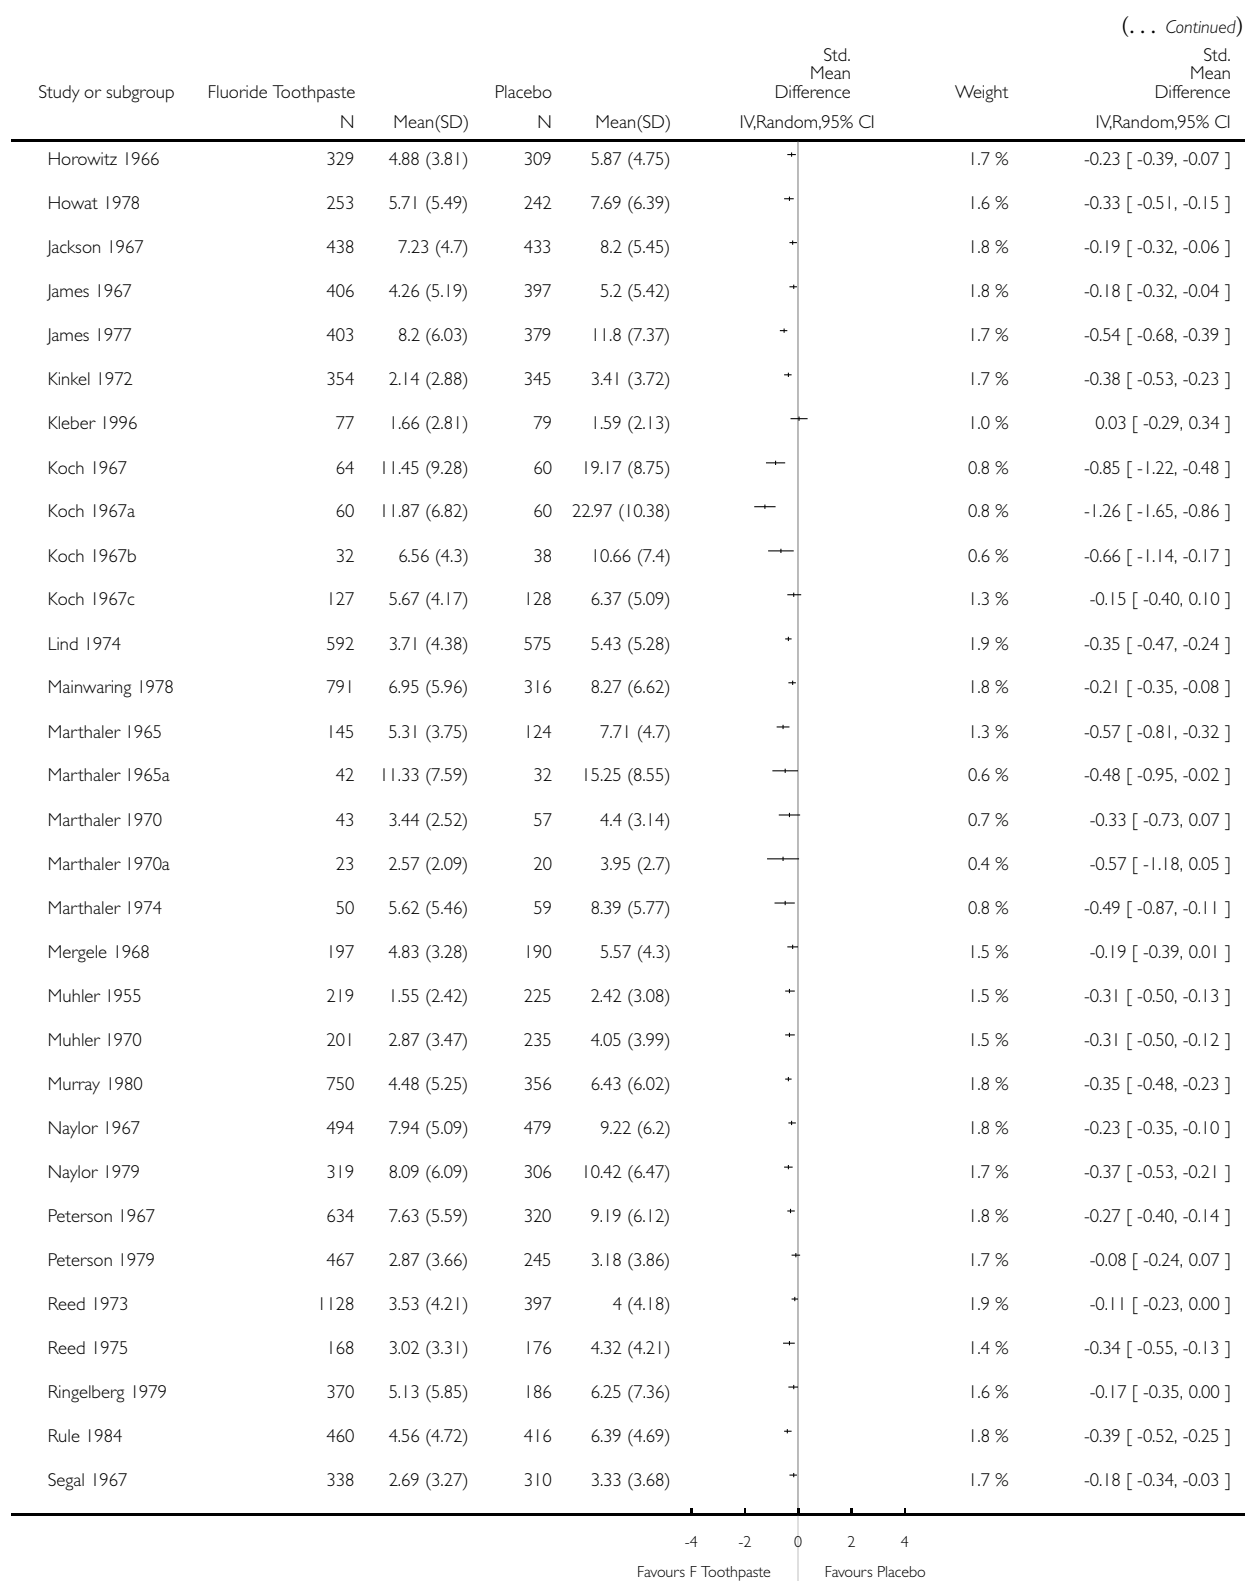 (. . . Continued)
Std.
Mean
Difference
Std.
Mean
Difference
Study or subgroup Fluoride Toothpaste Placebo Weight
N Mean(SD) N Mean(SD) IV,Random,95% CI IV,Random,95% CI
Horowitz 1966 329 4.88 (3.81) 309 5.87 (4.75) 1.7 % -0.23 [ -0.39, -0.07 ]
Howat 1978 253 5.71 (5.49) 242 7.69 (6.39) 1.6 % -0.33 [ -0.51, -0.15 ]
Jackson 1967 438 7.23 (4.7) 433 8.2 (5.45) 1.8 % -0.19 [ -0.32, -0.06 ]
James 1967 406 4.26 (5.19) 397 5.2 (5.42) 1.8 % -0.18 [ -0.32, -0.04 ]
James 1977 403 8.2 (6.03) 379 11.8 (7.37) 1.7 % -0.54 [ -0.68, -0.39 ]
Kinkel 1972 354 2.14 (2.88) 345 3.41 (3.72) 1.7 % -0.38 [ -0.53, -0.23 ]
Kleber 1996 77 1.66 (2.81) 79 1.59 (2.13) 1.0 % 0.03 [ -0.29, 0.34 ]
Koch 1967 64 11.45 (9.28) 60 19.17 (8.75) 0.8 % -0.85 [ -1.22, -0.48 ]
Koch 1967a 60 11.87 (6.82) 60 22.97 (10.38) 0.8 % -1.26 [ -1.65, -0.86 ]
Koch 1967b 32 6.56 (4.3) 38 10.66 (7.4) 0.6 % -0.66 [ -1.14, -0.17 ]
Koch 1967c 127 5.67 (4.17) 128 6.37 (5.09) 1.3 % -0.15 [ -0.40, 0.10 ]
Lind 1974 592 3.71 (4.38) 575 5.43 (5.28) 1.9 % -0.35 [ -0.47, -0.24 ]
Mainwaring 1978 791 6.95 (5.96) 316 8.27 (6.62) 1.8 % -0.21 [ -0.35, -0.08 ]
Marthaler 1965 145 5.31 (3.75) 124 7.71 (4.7) 1.3 % -0.57 [ -0.81, -0.32 ]
Marthaler 1965a 42 11.33 (7.59) 32 15.25 (8.55) 0.6 % -0.48 [ -0.95, -0.02 ]
Marthaler 1970 43 3.44 (2.52) 57 4.4 (3.14) 0.7 % -0.33 [ -0.73, 0.07 ]
Marthaler 1970a 23 2.57 (2.09) 20 3.95 (2.7) 0.4 % -0.57 [ -1.18, 0.05 ]
Marthaler 1974 50 5.62 (5.46) 59 8.39 (5.77) 0.8 % -0.49 [ -0.87, -0.11 ]
Mergele 1968 197 4.83 (3.28) 190 5.57 (4.3) 1.5 % -0.19 [ -0.39, 0.01 ]
Muhler 1955 219 1.55 (2.42) 225 2.42 (3.08) 1.5 % -0.31 [ -0.50, -0.13 ]
Muhler 1970 201 2.87 (3.47) 235 4.05 (3.99) 1.5 % -0.31 [ -0.50, -0.12 ]
Murray 1980 750 4.48 (5.25) 356 6.43 (6.02) 1.8 % -0.35 [ -0.48, -0.23 ]
Naylor 1967 494 7.94 (5.09) 479 9.22 (6.2) 1.8 % -0.23 [ -0.35, -0.10 ]
Naylor 1979 319 8.09 (6.09) 306 10.42 (6.47) 1.7 % -0.37 [ -0.53, -0.21 ]
Peterson 1967 634 7.63 (5.59) 320 9.19 (6.12) 1.8 % -0.27 [ -0.40, -0.14 ]
Peterson 1979 467 2.87 (3.66) 245 3.18 (3.86) 1.7 % -0.08 [ -0.24, 0.07 ]
Reed 1973 1128 3.53 (4.21) 397 4 (4.18) 1.9 % -0.11 [ -0.23, 0.00 ]
Reed 1975 168 3.02 (3.31) 176 4.32 (4.21) 1.4 % -0.34 [ -0.55, -0.13 ]
Ringelberg 1979 370 5.13 (5.85) 186 6.25 (7.36) 1.6 % -0.17 [ -0.35, 0.00 ]
Rule 1984 460 4.56 (4.72) 416 6.39 (4.69) 1.8 % -0.39 [ -0.52, -0.25 ]
Segal 1967 338 2.69 (3.27) 310 3.33 (3.68) 1.7 % -0.18 [ -0.34, -0.03 ]
-4 -2 0 2 4
Favours F Toothpaste Favours Placebo